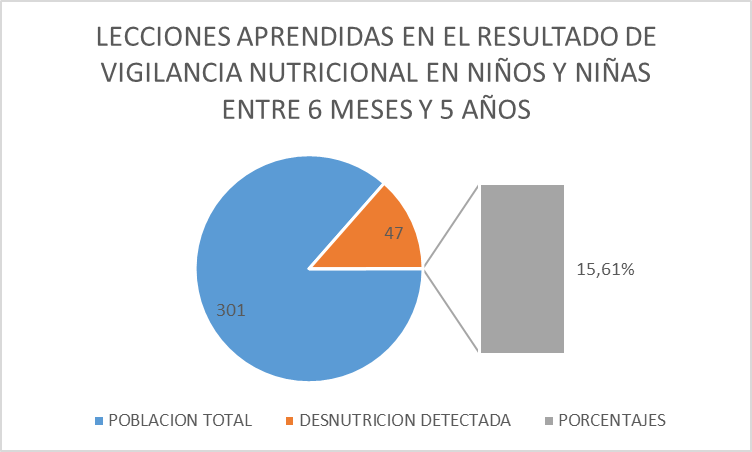 LECCIONES APRENDIDAS EN EL RESULTADO DE
VIGILANCIA NUTRICIONAL EN NIÑOS Y NIÑAS
ENTRE 6 MESES Y 5 AÑOS
47
15,61%
301
POBLACION TOTAL DESNUTRICION DETECTADA PORCENTAJES